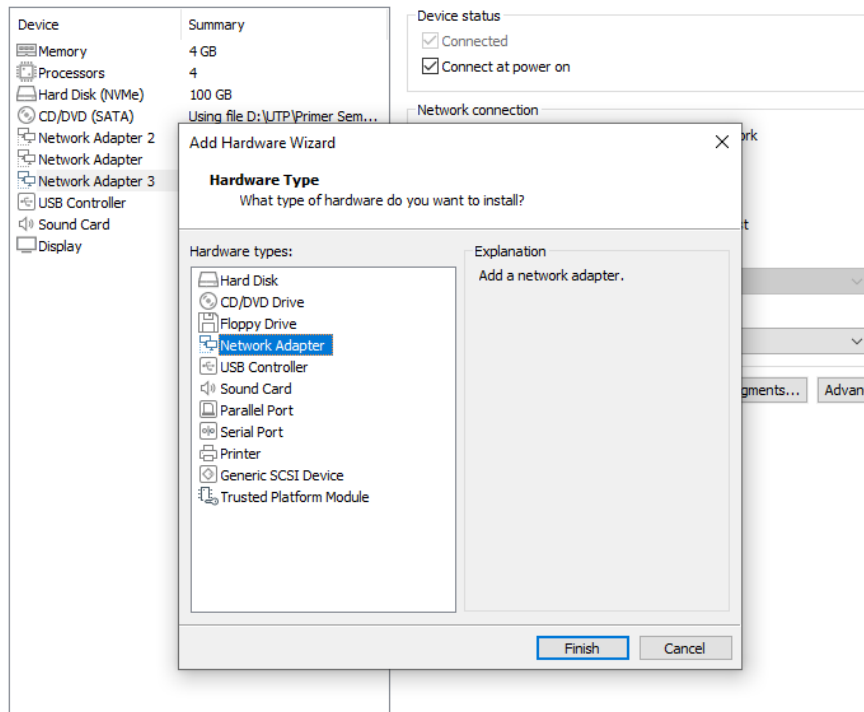 Device Summary
Memory 4 GB
Processors 4
Hard Disk (NVMe) 100 GB
CD/DVD (SATA) Using file D:\UTP\Primer Sem...
Network Adapter 2
Network Adapter
Network Adapter 3
USB Controller
Sound Card
Display
Device status
Connected
Connect at power on
Network connection
Add Hardware Wizard
Hardware Type
What type of hardware do you want to install?
Hardware types:
Hard Disk
CD/DVD Drive
Floppy Drive
Network Adapter
USB Controller
Sound Card
Parallel Port
Serial Port
Printer
Generic SCSI Device
Trusted Platform Module
Explanation
Add a network adapter.
Finish Cancel